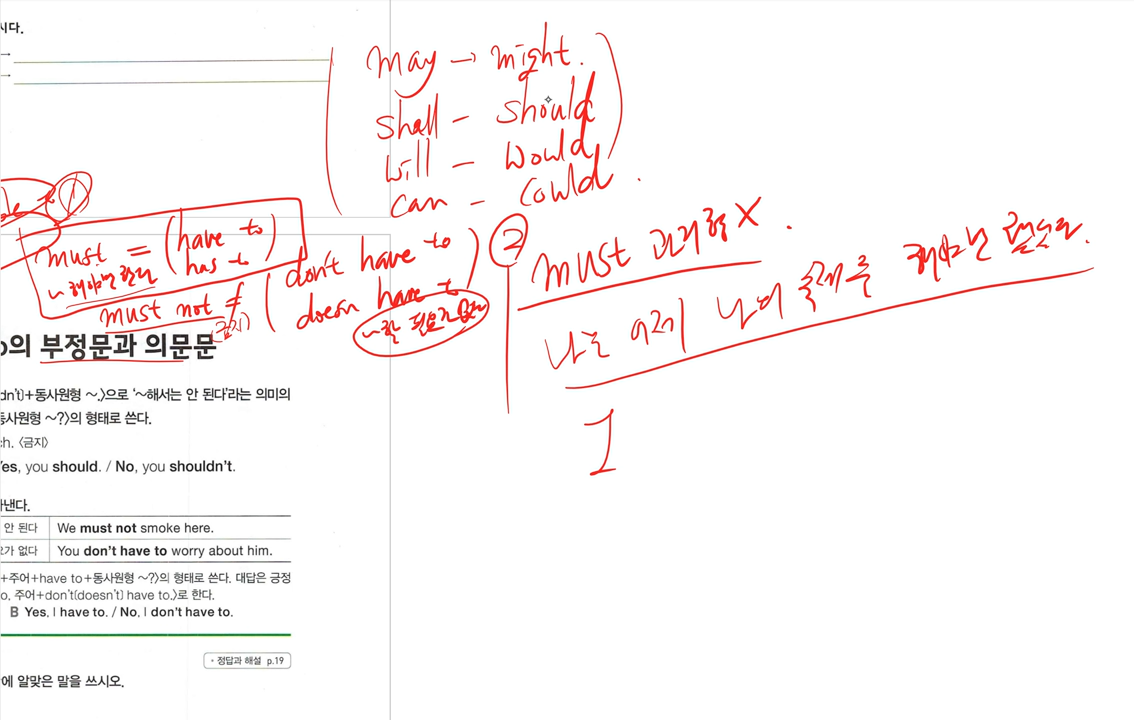 시다.
may → might.
shall - should
will - would
can - could.
①
must = (have to)
has to
~해야만 한다
must not ≠ (don't have to)
doesn have t
(금지)
~할 필요가 없다
② must 과거형 X.
나는 어제 나의 숙제를 해야만 했었다.
I
o의 부정문과 의문문
dn't)+동사원형 ~.〉으로 '~해서는 안 된다'라는 의미의
동사원형 ~?〉의 형태로 쓴다.
ch. 〈금지〉
Yes, you should. / No, you shouldn't.
나낸다.
안 된다 We must not smoke here.
요가 없다 You don't have to worry about him.
+주어+have to+동사원형 ~?〉의 형태로 쓴다. 대답은 긍정
o, 주어+don't(doesn't) have to.〉로 한다.
B Yes, I have to. / No, I don't have to.
• 정답과 해설 p.19
에 알맞은 말을 쓰시오.